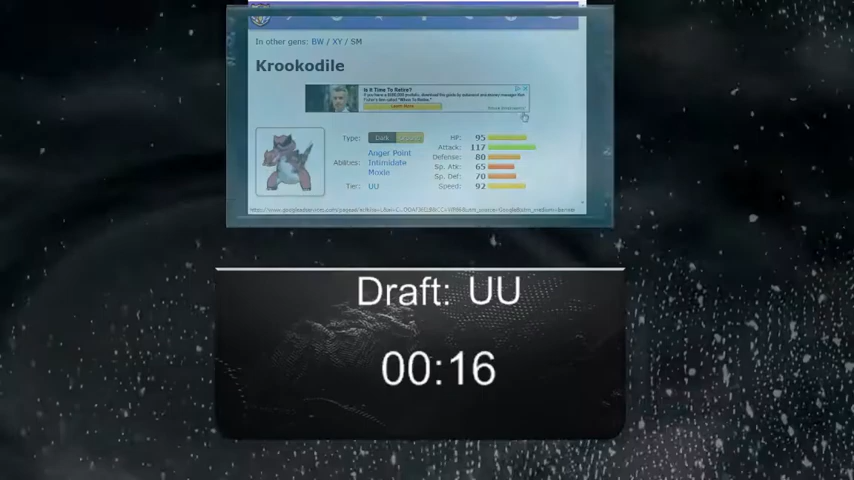 In other gens: BW / XY / SM
Krookodile
Is It Time To Retire?
Learn More
Type: Dark
HP: 95
Attack: 117
Anger Point
Defense: 80
Abilities: Intimidate
Sp. Atk: 65
Moxie
Sp. Def: 70
Tier: UU
Speed: 92
Draft: UU
00:16